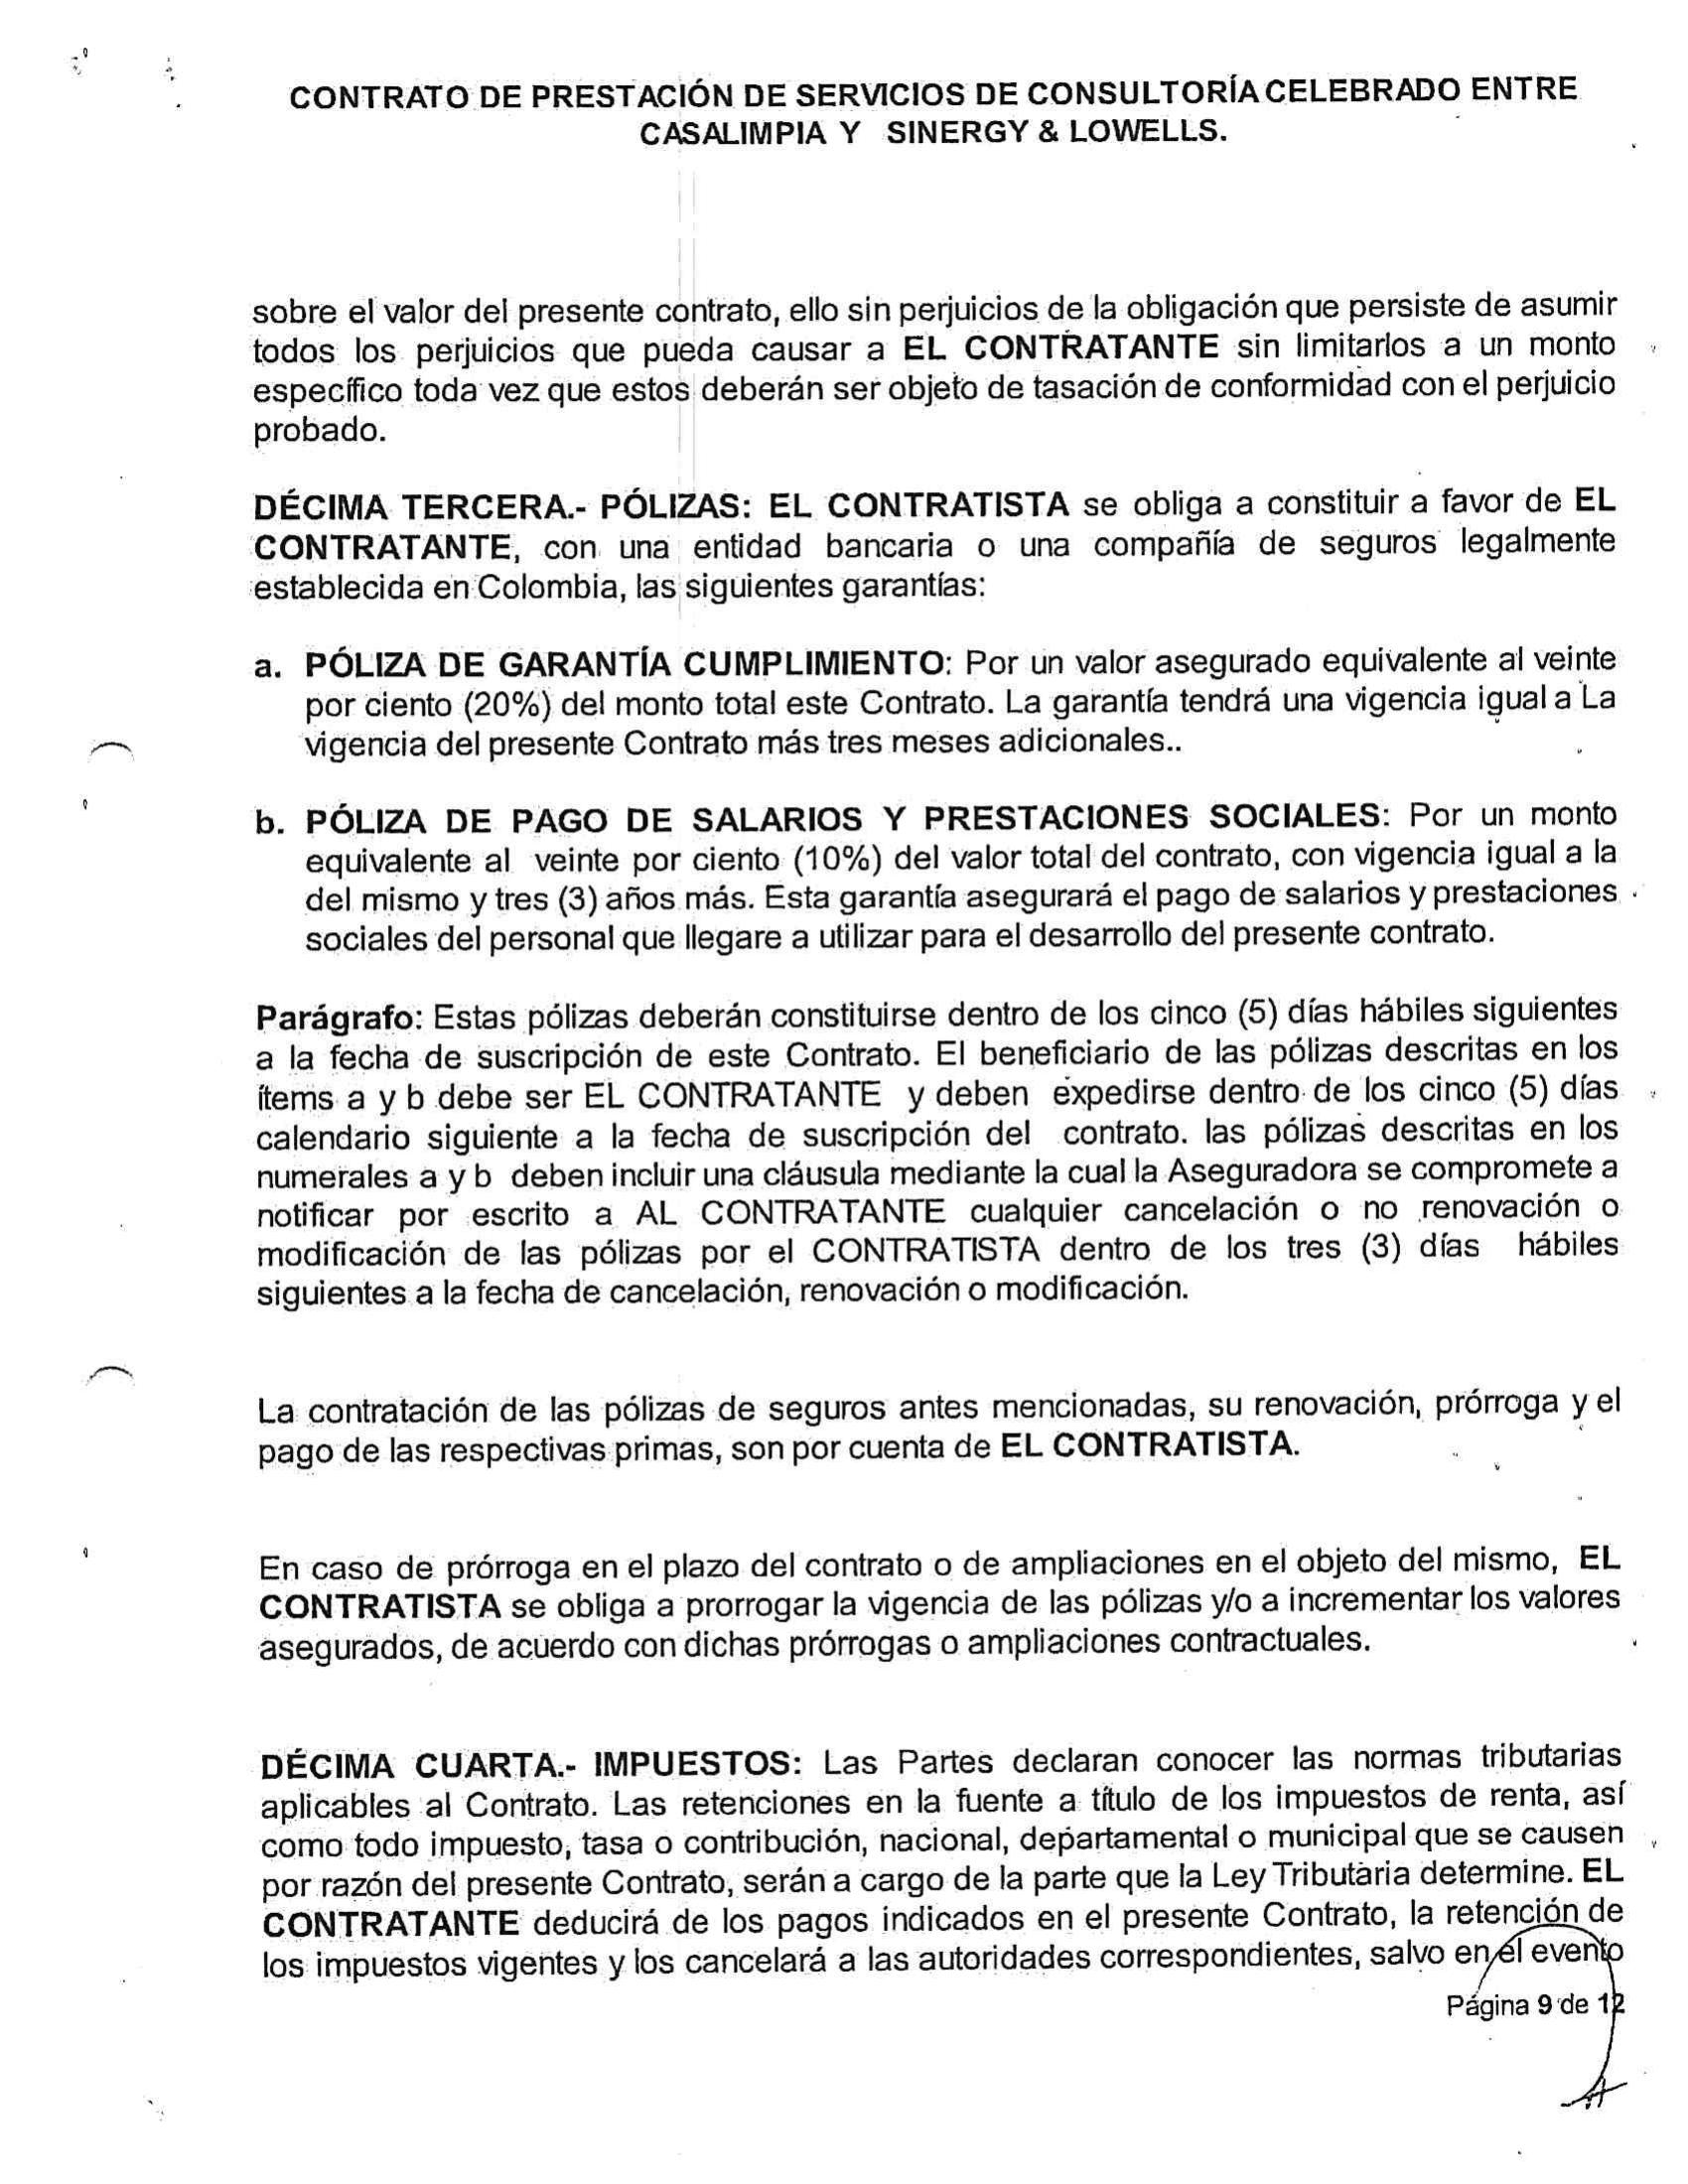 CONTRATO DE PRESTACIÓN DE SERVICIOS DE CONSULTORÍA CELEBRADO ENTRE
CASALIMPIA Y SINERGY & LOWELLS.
sobre el valor del presente contrato, ello sin perjuicios de la obligación que persiste de asumir
todos los perjuicios que pueda causar a EL CONTRATANTE sin limitarlos a un monto
específico toda vez que estos deberán ser objeto de tasación de conformidad con el perjuicio
probado.
DÉCIMA TERCERA.- PÓLIZAS: EL CONTRATISTA se obliga a constituir a favor de EL
CONTRATANTE, con una entidad bancaria o una compañía de seguros legalmente
establecida en Colombia, las siguientes garantías:
a. PÓLIZA DE GARANTÍA CUMPLIMIENTO: Por un valor asegurado equivalente al veinte
por ciento (20%) del monto total este Contrato. La garantía tendrá una vigencia igual a La
vigencia del presente Contrato más tres meses adicionales..
b. PÓLIZA DE PAGO DE SALARIOS Y PRESTACIONES SOCIALES: Por un monto
equivalente al veinte por ciento (10%) del valor total del contrato, con vigencia igual a la
del mismo y tres (3) años más. Esta garantía asegurará el pago de salarios y prestaciones
sociales del personal que llegare a utilizar para el desarrollo del presente contrato.
Parágrafo: Estas pólizas deberán constituirse dentro de los cinco (5) días hábiles siguientes
a la fecha de suscripción de este Contrato. El beneficiario de las pólizas descritas en los
ítems a y b debe ser EL CONTRATANTE y deben expedirse dentro de los cinco (5) días
calendario siguiente a la fecha de suscripción del contrato. las pólizas descritas en los
numerales a y b deben incluir una cláusula mediante la cual la Aseguradora se compromete a
notificar por escrito a AL CONTRATANTE cualquier cancelación o no renovación o
modificación de las pólizas por el CONTRATISTA dentro de los tres (3) días hábiles
siguientes a la fecha de cancelación, renovación o modificación.
La contratación de las pólizas de seguros antes mencionadas, su renovación, prórroga y el
pago de las respectivas primas, son por cuenta de EL CONTRATISTA.
En caso de prórroga en el plazo del contrato o de ampliaciones en el objeto del mismo, EL
CONTRATISTA se obliga a prorrogar la vigencia de las pólizas y/o a incrementar los valores
asegurados, de acuerdo con dichas prórrogas o ampliaciones contractuales.
DÉCIMA CUARTA.- IMPUESTOS: Las Partes declaran conocer las normas tributarias
aplicables al Contrato. Las retenciones en la fuente a título de los impuestos de renta, así
como todo impuesto, tasa o contribución, nacional, departamental o municipal que se causen
por razón del presente Contrato, serán a cargo de la parte que la Ley Tributaria determine. EL
CONTRATANTE deducirá de los pagos indicados en el presente Contrato, la retención de
los impuestos vigentes y los cancelará a las autoridades correspondientes, salvo en el evento
Página 9 de 12